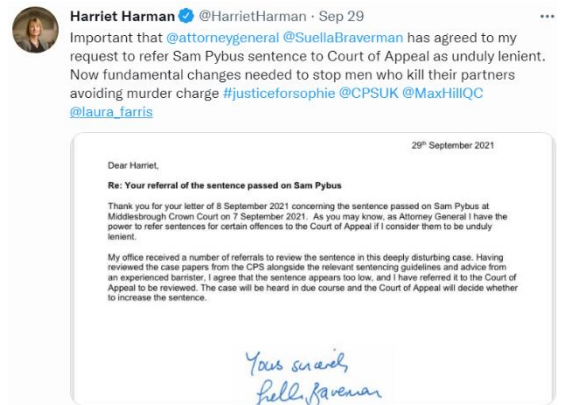 Harriet Harman @HarrietHarman · Sep 29
Important that @attorneygeneral @SuellaBraverman has agreed to my
request to refer Sam Pybus sentence to Court of Appeal as unduly lenient.
Now fundamental changes needed to stop men who kill their partners
avoiding murder charge #justiceforsophie @CPSUK @MaxHillQC
@laura_farris
29th September 2021
Dear Harriet,
Re: Your referral of the sentence passed on Sam Pybus
Thank you for your letter of 8 September 2021 concerning the sentence passed on Sam Pybus at
Middlesbrough Crown Court on 7 September 2021. As you may know, as Attorney General I have the
power to refer sentences for certain offences to the Court of Appeal if I consider them to be unduly
lenient.
My office received a number of referrals to review the sentence in this deeply disturbing case. Having
reviewed the case papers from the CPS alongside the relevant sentencing guidelines and advice from
an experienced barrister, I agree that the sentence appears too low, and I have referred it to the Court of
Appeal to be reviewed. The case will be heard in due course and the Court of Appeal will decide whether
to increase the sentence.
Yours sincerely
Suella Braverman